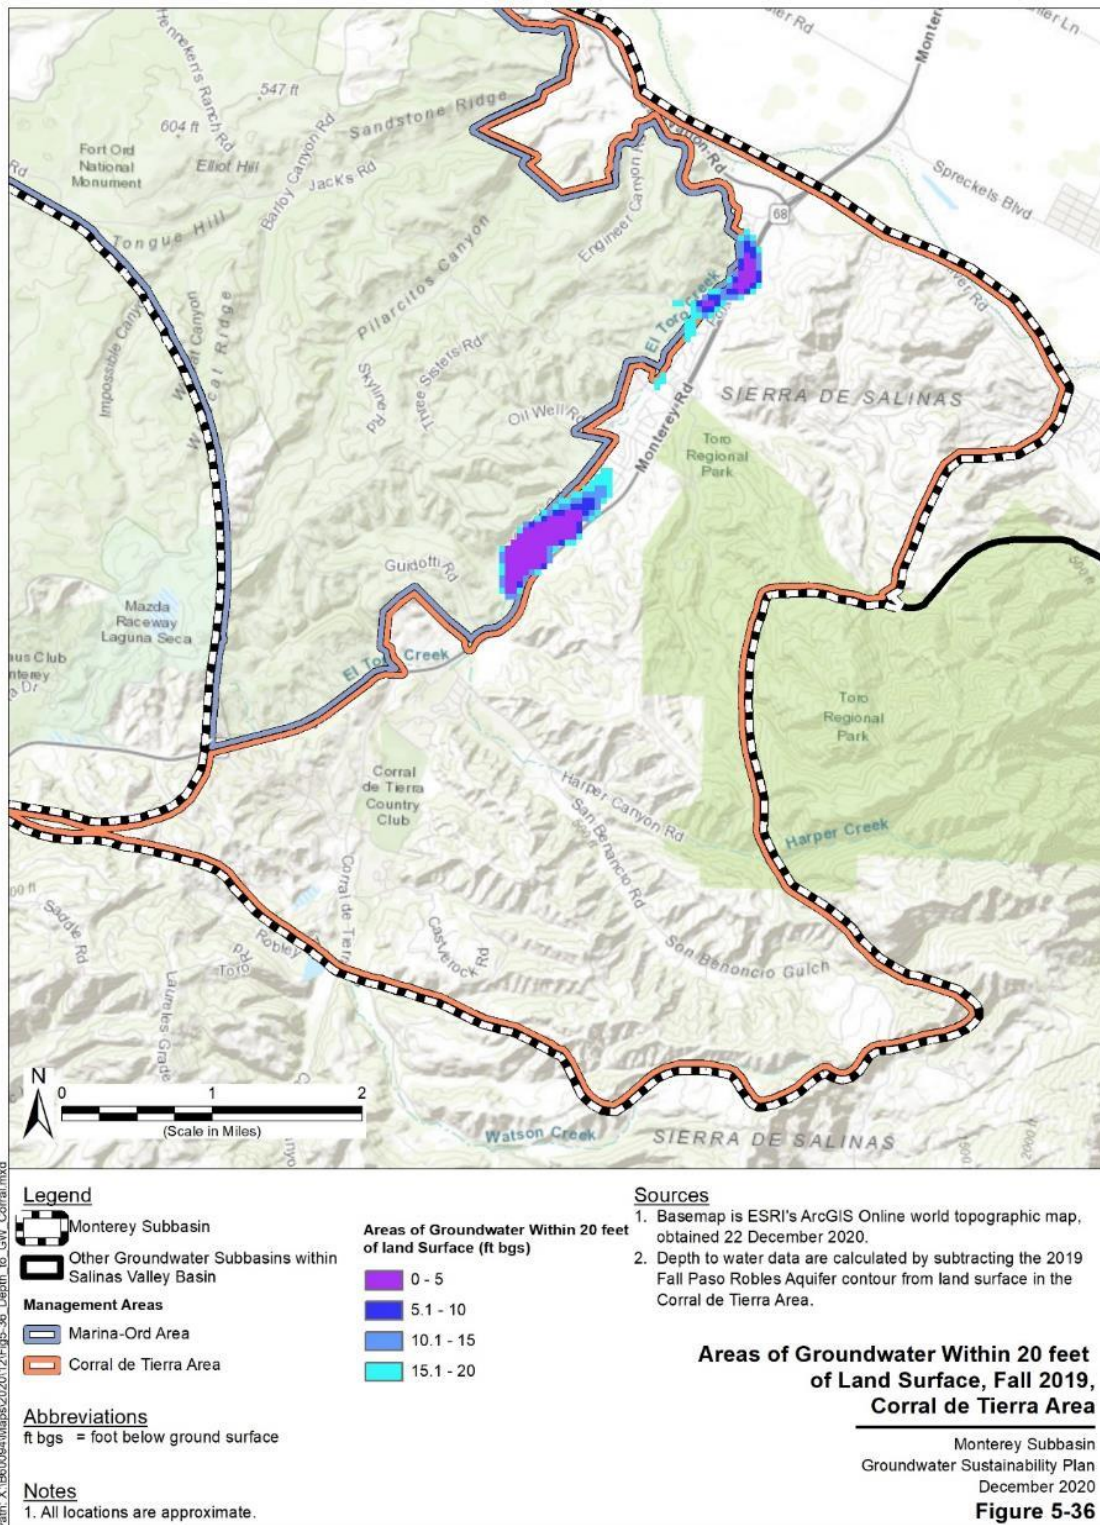 Monterey
Spreckels Blvd
68
Henneken's Ranch Rd
547 ft
604 ft
Sandstone Ridge
Fort Ord
National
Monument
Elliot Hill
Barloy Canyon Rd
Jack's Rd
Engineer Canyon Rd
Tongue Hill
Pilarcitos Canyon
Impossible Canyon
Skyline Rd
Three Sisters Rd
El Toro Creek
Oil Well Rd
Monterey Rd
SIERRA DE SALINAS
Toro
Regional
Park
500 ft
Guidotti Rd
Mazda
Raceway
Laguna Seca
El Toro Creek
Toro
Regional
Park
Corral
de Tierra
Country
Club
Harper Canyon Rd
San Benancio Rd
Harper Creek
Saddle Rd
Corral de Tierra
Robley
Rd
Toro
Castlerock Rd
San Benancio Gulch
Laureles Grade
Watson Creek
SIERRA DE SALINAS
2000 ft
N
0 1 2
(Scale in Miles)
Legend
Monterey Subbasin
Other Groundwater Subbasins within
Salinas Valley Basin
Management Areas
Marina-Ord Area
Corral de Tierra Area
Abbreviations
ft bgs = foot below ground surface
Notes
1. All locations are approximate.
Areas of Groundwater Within 20 feet
of land Surface (ft bgs)
0 - 5
5.1 - 10
10.1 - 15
15.1 - 20
Sources
1. Basemap is ESRI's ArcGIS Online world topographic map,
obtained 22 December 2020.
2. Depth to water data are calculated by subtracting the 2019
Fall Paso Robles Aquifer contour from land surface in the
Corral de Tierra Area.
Areas of Groundwater Within 20 feet
of Land Surface, Fall 2019,
Corral de Tierra Area
Monterey Subbasin
Groundwater Sustainability Plan
December 2020
Figure 5-36